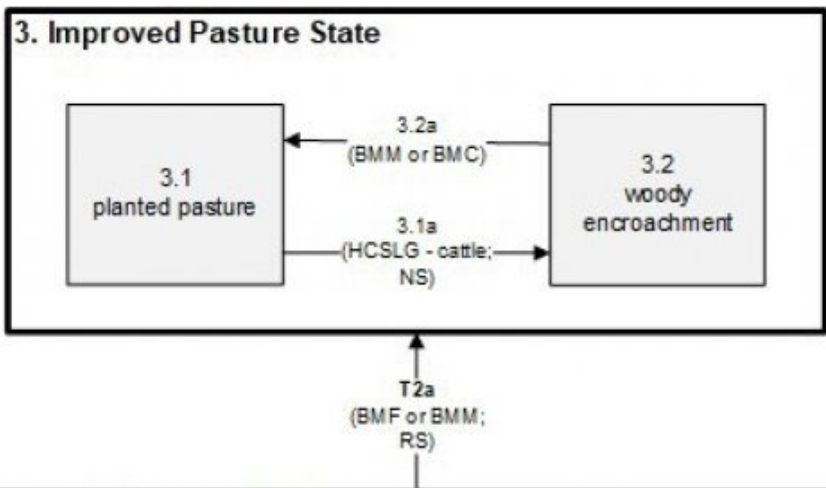 3. Improved Pasture State
3.1
planted pasture
3.2a
(BMM or BMC)
3.1a
(HCSLG - cattle;
NS)
3.2
woody
encroachment
T2a
(BMF or BMM;
RS)